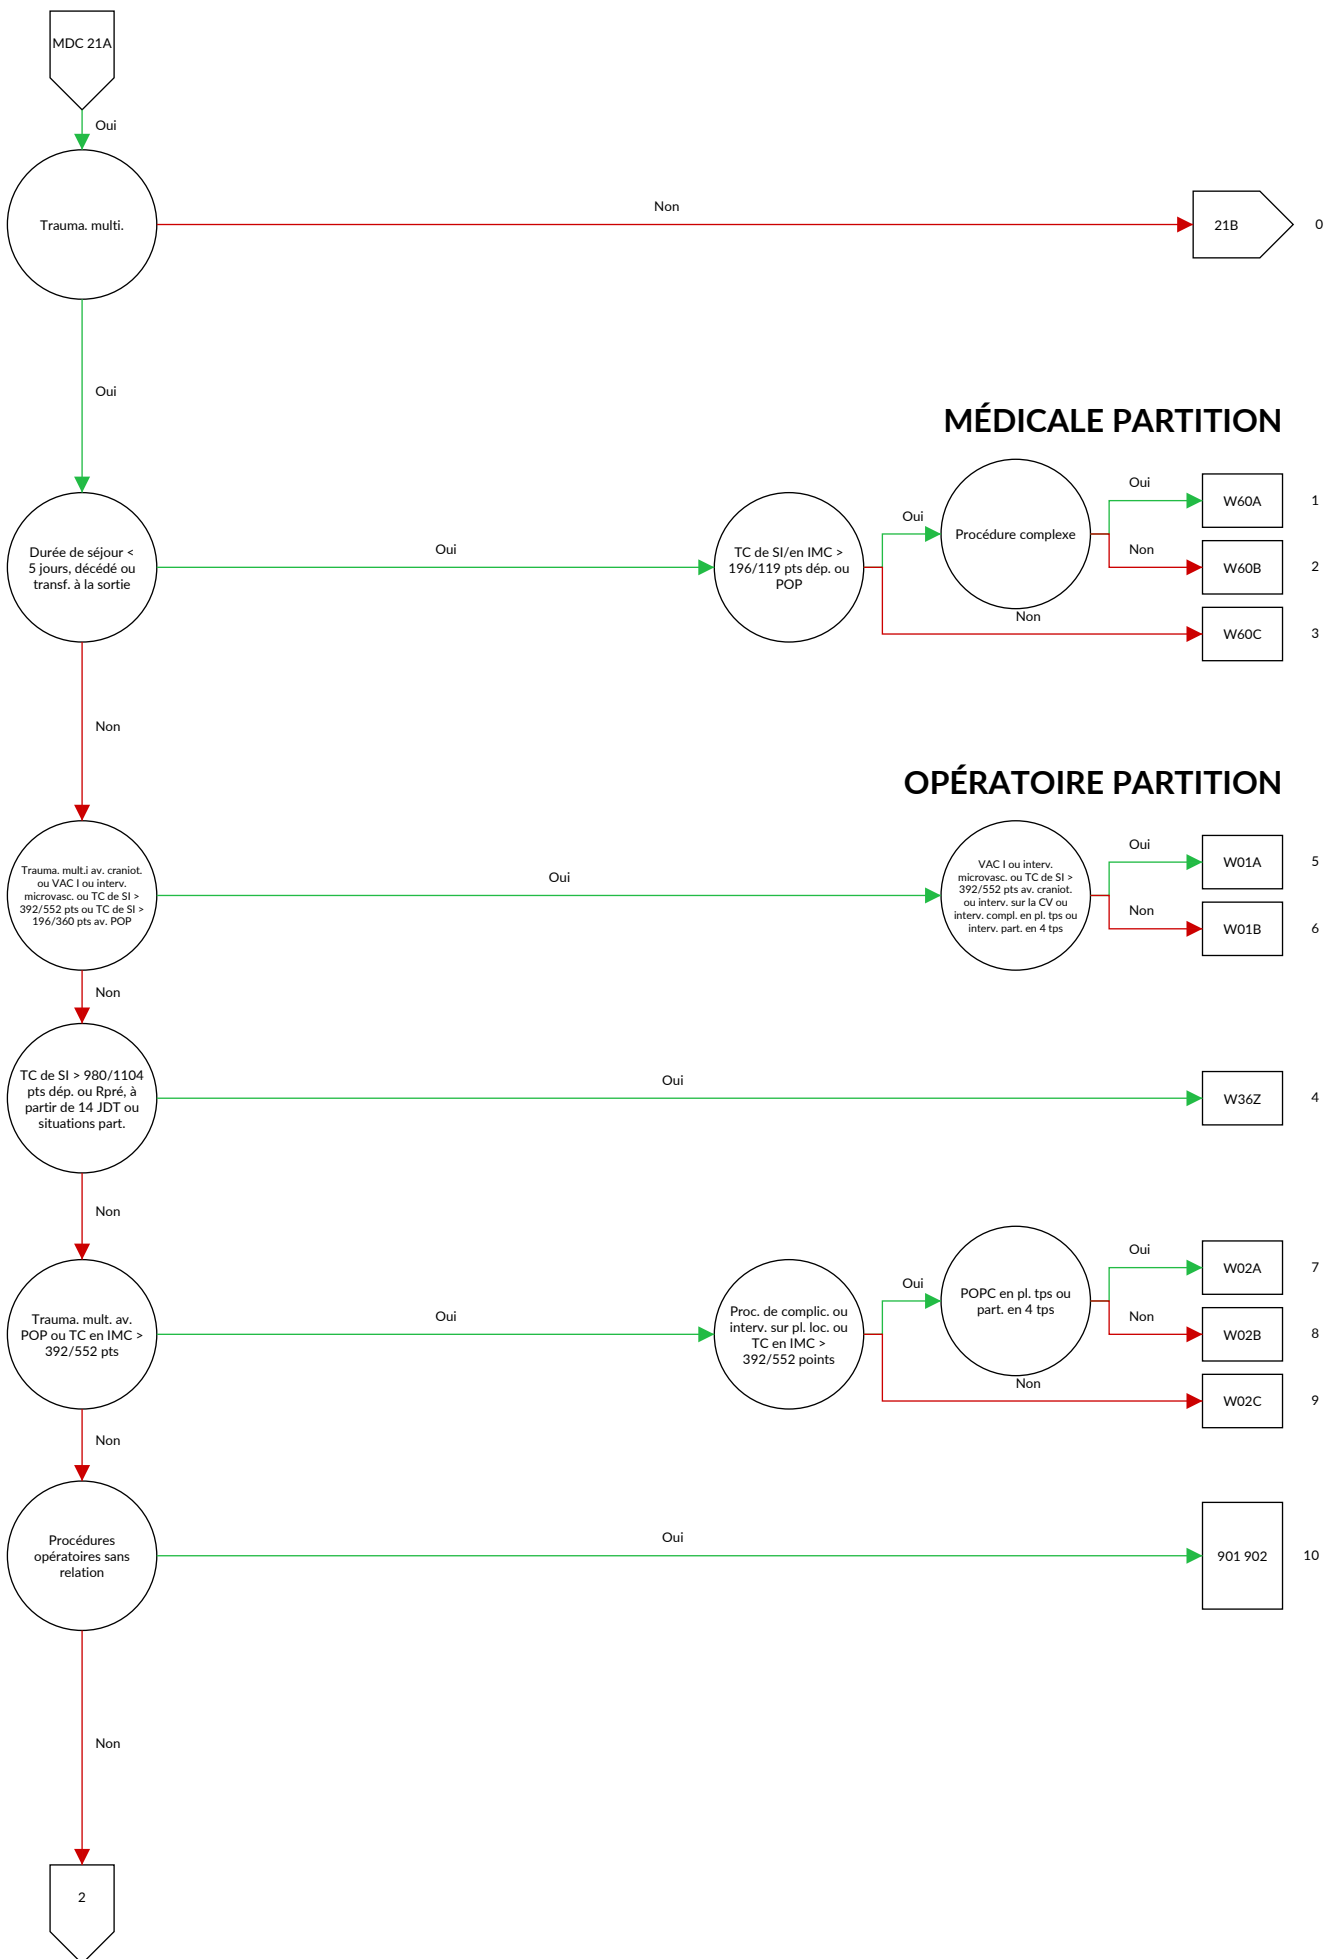 MDC 21A
Oui
Trauma. multi.
Non
21B
0
Oui
MÉDICALE PARTITION
Durée de séjour <
5 jours, décédé ou
transf. à la sortie
Oui
TC de SI/en IMC >
196/119 pts dép. ou
POP
Oui
Procédure complexe
Oui
W60A
1
Non
W60B
2
Non
W60C
3
Non
OPÉRATOIRE PARTITION
Trauma. mult.i av. craniot.
ou VAC I ou interv.
microvasc. ou TC de SI >
392/552 pts ou TC de SI >
196/360 pts av. POP
Oui
VAC I ou interv.
microvasc. ou TC de SI >
392/552 pts av. craniot.
ou interv. sur la CV ou
interv. compl. en pl. tps ou
interv. part. en 4 tps
Oui
W01A
5
Non
W01B
6
Non
TC de SI > 980/1104
pts dép. ou Rpré, à
partir de 14 JDT ou
situations part.
Oui
W36Z
4
Non
Trauma. mult. av.
POP ou TC en IMC >
392/552 pts
Oui
Proc. de complic. ou
interv. sur pl. loc. ou
TC en IMC >
392/552 points
Oui
POPC en pl. tps ou
part. en 4 tps
Oui
W02A
7
Non
W02B
8
Non
W02C
9
Non
Procédures
opératoires sans
relation
Oui
901 902
10
Non
2